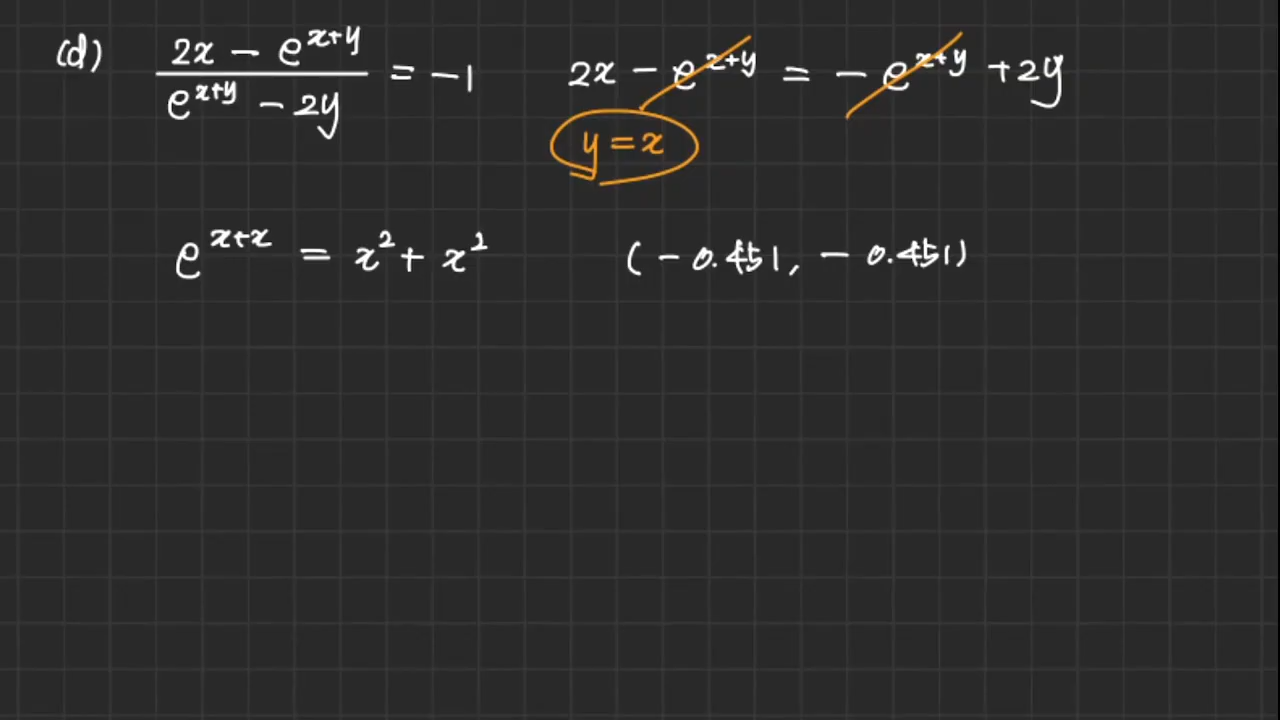 (d) (2x − e^(x+y)) / (e^(x+y) − 2y) = −1    2x − e^(x+y) = − e^(x+y) + 2y
y = x
e^(x+x) = x² + x²    (− 0.451, − 0.451)